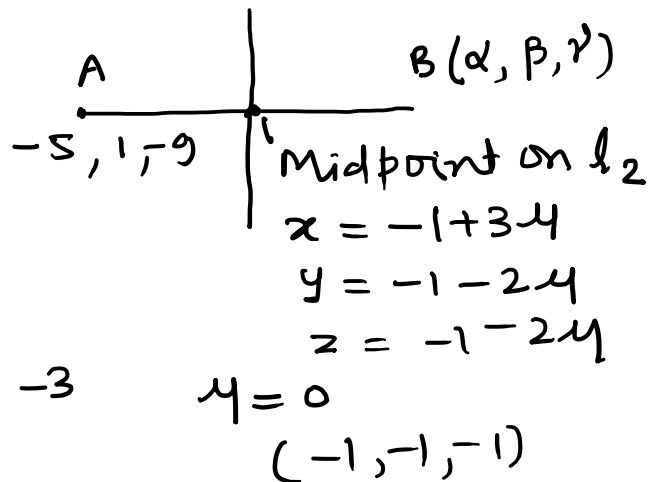 A
B (α, β, γ)
-5, 1, -9
Midpoint on l₂
x = -1+3μ
y = -1-2μ
z = -1-2μ
-3
μ = 0
(-1, -1, -1)